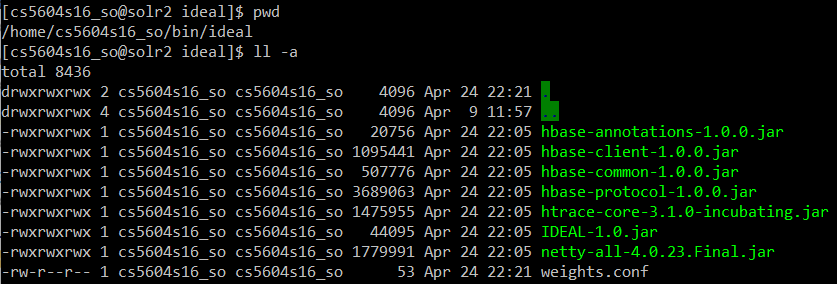 [cs5604s16_so@solr2 ideal]$ pwd
/home/cs5604s16_so/bin/ideal
[cs5604s16_so@solr2 ideal]$ ll -a
total 8436
drwxrwxrwx 2 cs5604s16_so cs5604s16_so    4096 Apr 24 22:21 .
drwxrwxrwx 4 cs5604s16_so cs5604s16_so    4096 Apr  9 11:57 ..
-rwxrwxrwx 1 cs5604s16_so cs5604s16_so   20756 Apr 24 22:05 hbase-annotations-1.0.0.jar
-rwxrwxrwx 1 cs5604s16_so cs5604s16_so 1095441 Apr 24 22:05 hbase-client-1.0.0.jar
-rwxrwxrwx 1 cs5604s16_so cs5604s16_so  507776 Apr 24 22:05 hbase-common-1.0.0.jar
-rwxrwxrwx 1 cs5604s16_so cs5604s16_so 3689063 Apr 24 22:05 hbase-protocol-1.0.0.jar
-rwxrwxrwx 1 cs5604s16_so cs5604s16_so 1475955 Apr 24 22:05 htrace-core-3.1.0-incubating.jar
-rwxrwxrwx 1 cs5604s16_so cs5604s16_so   44095 Apr 24 22:05 IDEAL-1.0.jar
-rwxrwxrwx 1 cs5604s16_so cs5604s16_so 1779991 Apr 24 22:05 netty-all-4.0.23.Final.jar
-rw-r--r-- 1 cs5604s16_so cs5604s16_so      53 Apr 24 22:21 weights.conf